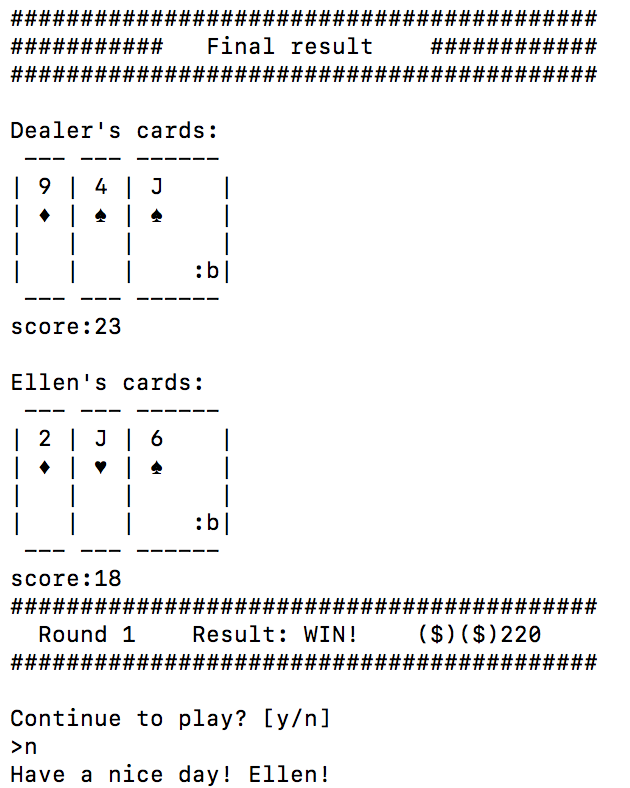 ##########################################
###########   Final result    ############
##########################################
Dealer's cards:
 --- --- ------
| 9 | 4 | J    |
| ♦ | ♠ | ♠    |
|   |   |      |
|   |   |    :b|
 --- --- ------
score:23
Ellen's cards:
 --- --- ------
| 2 | J | 6    |
| ♦ | ♥ | ♠    |
|   |   |      |
|   |   |    :b|
 --- --- ------
score:18
##########################################
  Round 1    Result: WIN!    ($)($)220
##########################################
Continue to play? [y/n]
>n
Have a nice day! Ellen!